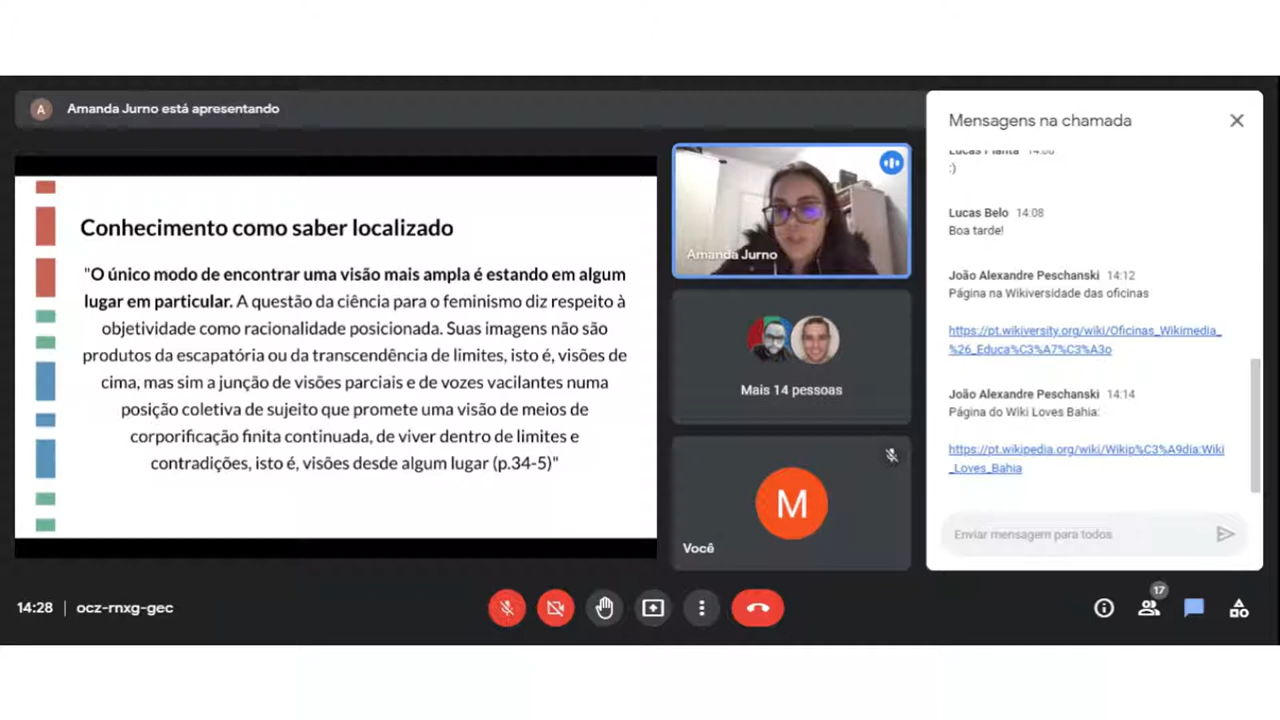 A Amanda Jurno está apresentando
Conhecimento como saber localizado
"O único modo de encontrar uma visão mais ampla é estando em algum
lugar em particular. A questão da ciência para o feminismo diz respeito à
objetividade como racionalidade posicionada. Suas imagens não são
produtos da escapatória ou da transcendência de limites, isto é, visões de
cima, mas sim a junção de visões parciais e de vozes vacilantes numa
posição coletiva de sujeito que promete uma visão de meios de
corporificação finita continuada, de viver dentro de limites e
contradições, isto é, visões desde algum lugar (p.34-5)"
Amanda Jurno
Mais 14 pessoas
M
Você
Mensagens na chamada
Lucas
:)
Lucas Belo 14:08
Boa tarde!
João Alexandre Peschanski 14:12
Página na Wikiversidade das oficinas
https://pt.wikiversity.org/wiki/Oficinas_Wikimedia_
%26_Educa%C3%A7%C3%A3o
João Alexandre Peschanski 14:14
Página do Wiki Loves Bahia:
https://pt.wikipedia.org/wiki/Wikip%C3%A9dia:Wiki
_Loves_Bahia
Enviar mensagem para todos
14:28 | ocz-rnxg-gec
17